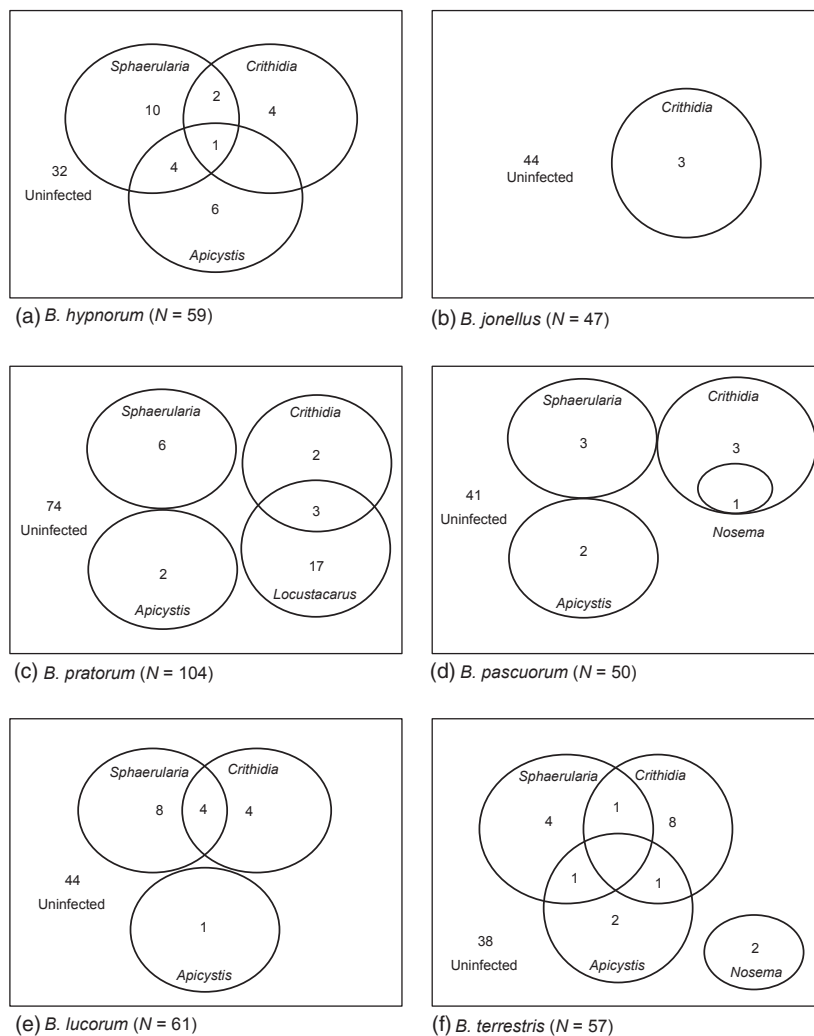 Sphaerularia Crithidia
10
2
4
1
4
6
32
Uninfected
Apicystis
(a) B. hypnorum (N = 59)
Crithidia
44
Uninfected
3
(b) B. jonellus (N = 47)
Sphaerularia
6
Crithidia
2
3
17
Locustacarus
74
Uninfected
2
Apicystis
(c) B. pratorum (N = 104)
Sphaerularia
3
Crithidia
3
1
Nosema
41
Uninfected
2
Apicystis
(d) B. pascuorum (N = 50)
Sphaerularia Crithidia
8
4
4
44
Uninfected
1
Apicystis
(e) B. lucorum (N = 61)
Sphaerularia Crithidia
4
1
8
1
1
2
38
Uninfected
Apicystis
2
Nosema
(f) B. terrestris (N = 57)